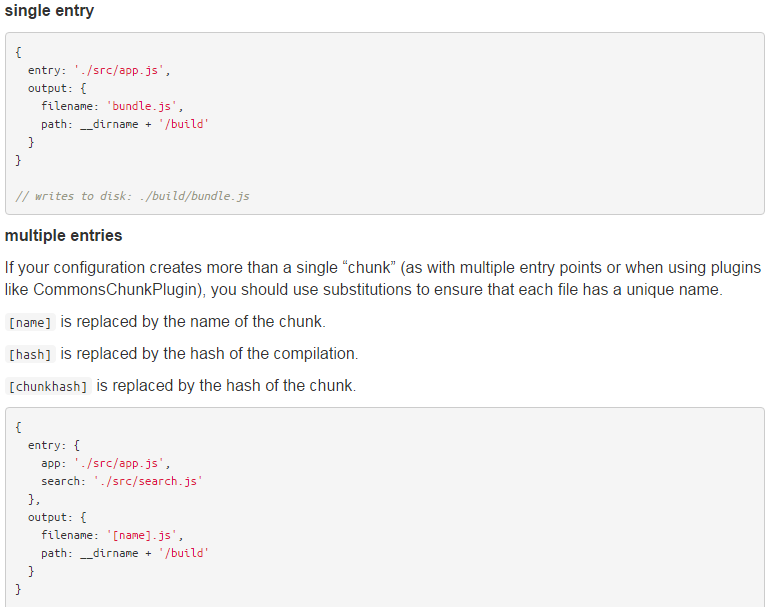 single entry
{
  entry: './src/app.js',
  output: {
    filename: 'bundle.js',
    path: __dirname + '/build'
  }
}
// writes to disk: ./build/bundle.js
multiple entries
If your configuration creates more than a single “chunk” (as with multiple entry points or when using plugins
like CommonsChunkPlugin), you should use substitutions to ensure that each file has a unique name.
[name] is replaced by the name of the chunk.
[hash] is replaced by the hash of the compilation.
[chunkhash] is replaced by the hash of the chunk.
{
  entry: {
    app: './src/app.js',
    search: './src/search.js'
  },
  output: {
    filename: '[name].js',
    path: __dirname + '/build'
  }
}